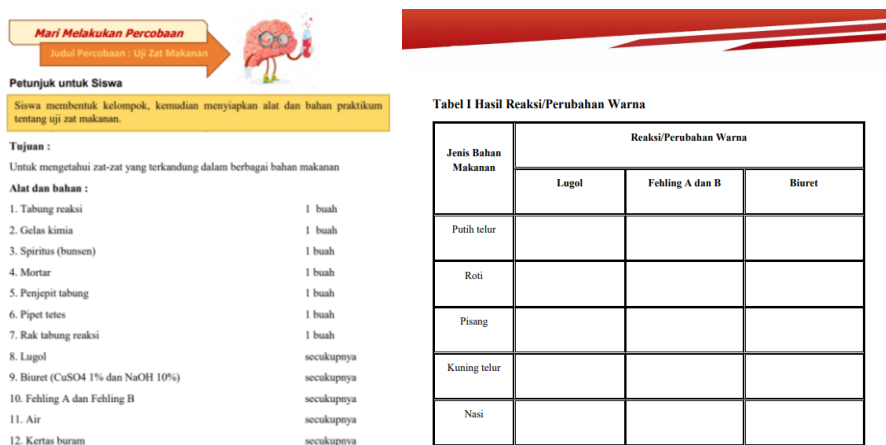 Mari Melakukan Percobaan
Judul Percobaan : Uji Zat Makanan
Petunjuk untuk Siswa
Siswa membentuk kelompok, kemudian menyiapkan alat dan bahan praktikum
tentang uji zat makanan.
Tujuan :
Untuk mengetahui zat-zat yang terkandung dalam berbagai bahan makanan
Alat dan bahan :
1. Tabung reaksi 1 buah
2. Gelas kimia 1 buah
3. Spiritus (bunsen) 1 buah
4. Mortar 1 buah
5. Penjepit tabung 1 buah
6. Pipet tetes 1 buah
7. Rak tabung reaksi 1 buah
8. Lugol secukupnya
9. Biuret (CuSO4 1% dan NaOH 10%) secukupnya
10. Fehling A dan Fehling B secukupnya
11. Air secukupnya
12. Kertas buram secukupnya
Tabel I Hasil Reaksi/Perubahan Warna
Jenis Bahan
Makanan
Reaksi/Perubahan Warna
Lugol Fehling A dan B Biuret
Putih telur
Roti
Pisang
Kuning telur
Nasi